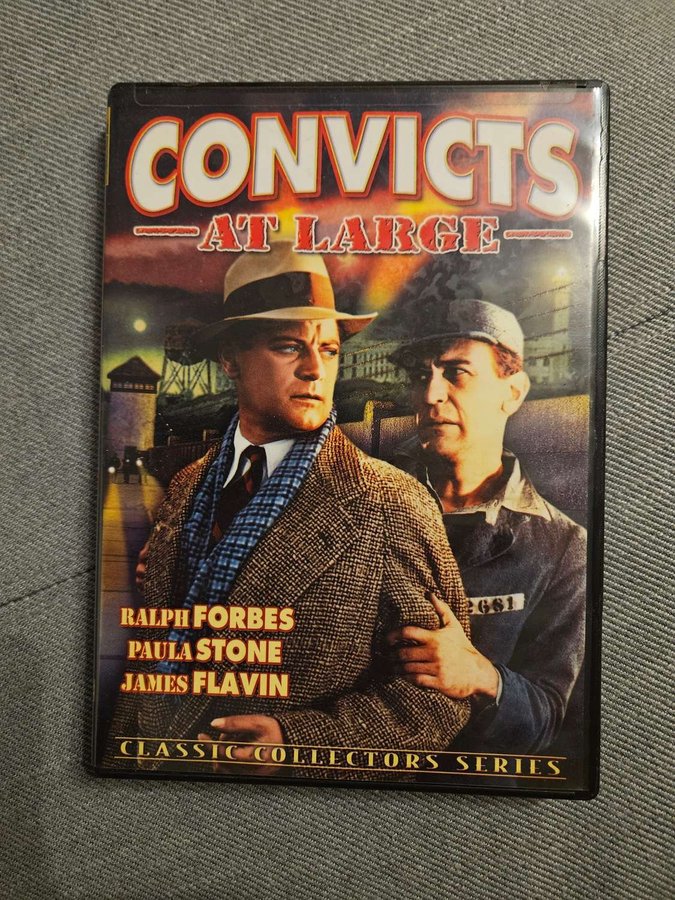 CONVICTS
AT LARGE
2681
RALPH FORBES
PAULA STONE
JAMES FLAVIN
CLASSIC COLLECTORS SERIES